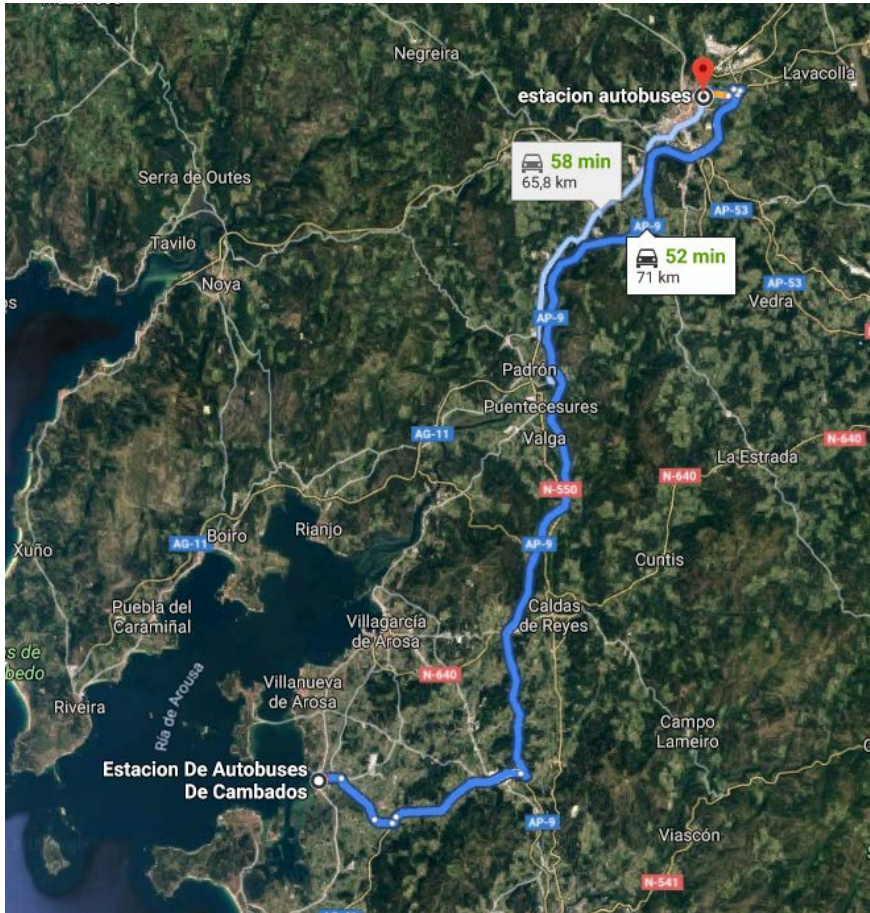 Negreira
Lavacolla
estacion autobuses
58 min
65,8 km
Serra de Outes
AP-53
Tavilo
AP-9
52 min
71 km
Noya
AP-53
Vedra
AP-9
Padrón
Puentecesures
AG-11
Valga
N-640
La Estrada
N-640
N-550
Rianjo
Boiro
AG-11
AP-9
Xuño
Cuntis
Puebla del
Caramiñal
Caldas
de Reyes
Villagarcía
de Arosa
N-640
Villanueva
de Arosa
Riveira
Ría de Arousa
Campo
Lameiro
Estacion De Autobuses
De Cambados
AP-9
Viascón
N-541